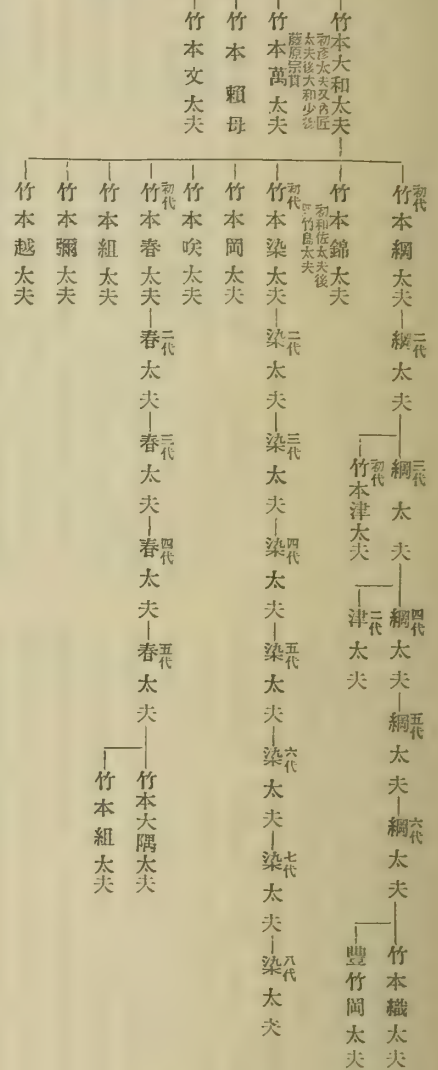 竹本大和太夫
初彦太夫又内匠
太夫後大和少掾
藤原宗貫
竹本萬太夫
竹本頼母
竹本文太夫
初代
竹本綱太夫
二代
綱太夫
三代
綱太夫
四代
綱太夫
五代
綱太夫
六代
綱太夫
竹本織太夫
豐竹岡太夫
初代
竹本津太夫
二代
津太夫
竹本錦太夫
初和佐太夫後
竹島太夫
初代
竹本染太夫
二代
染太夫
三代
染太夫
四代
染太夫
五代
染太夫
六代
染太夫
七代
染太夫
八代
染太夫
竹本岡太夫
竹本咲太夫
初代
竹本春太夫
二代
春太夫
三代
春太夫
四代
春太夫
五代
春太夫
竹本大隅太夫
竹本組太夫
竹本組太夫
竹本彌太夫
竹本越太夫